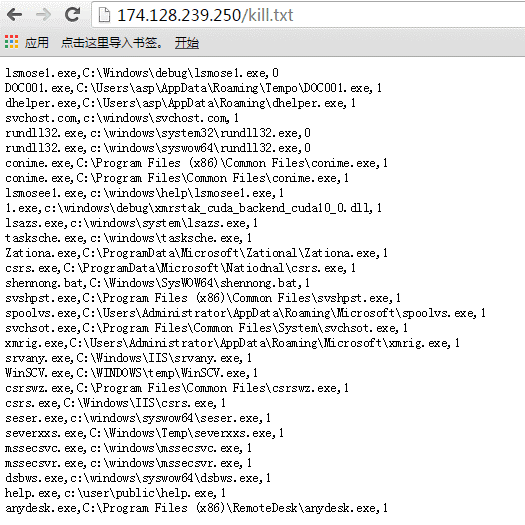 174.128.239.250/kill.txt
应用 点击这里导入书签。 开始
lsmose1.exe,C:\Windows\debug\lsmose1.exe,0
DOC001.exe,C:\Users\asp\AppData\Roaming\Tempo\DOC001.exe,1
dhelper.exe,C:\Users\asp\AppData\Roaming\dhelper.exe,1
svchost.com,c:\windows\svchost.com,1
rundll32.exe,c:\windows\system32\rundll32.exe,0
rundll32.exe,c:\windows\syswow64\rundll32.exe,0
conime.exe,C:\Program Files (x86)\Common Files\conime.exe,1
conime.exe,C:\Program Files\Common Files\conime.exe,1
lsmosee1.exe,c:\windows\help\lsmosee1.exe,1
1.exe,c:\windows\debug\xmrstak_cuda_backend_cuda10_0.dll,1
lsazs.exe,c:\windows\system\lsazs.exe,1
tasksche.exe,c:\windows\tasksche.exe,1
Zationa.exe,C:\ProgramData\Microsoft\Zational\Zationa.exe,1
csrs.exe,C:\ProgramData\Microsoft\Natiodnal\csrs.exe,1
shennong.bat,C:\Windows\SysWOW64\shennong.bat,1
svshpst.exe,C:\Program Files (x86)\Common Files\svshpst.exe,1
spoolvs.exe,C:\Users\Administrator\AppData\Roaming\Microsoft\spoolvs.exe,1
svchsot.exe,C:\Program Files\Common Files\System\svchsot.exe,1
xmrig.exe,C:\Users\Administrator\AppData\Roaming\Microsoft\xmrig.exe,1
srvany.exe,C:\Windows\IIS\srvany.exe,1
WinSCV.exe,C:\WINDOWS\temp\WinSCV.exe,1
csrswz.exe,C:\Program Files\Common Files\csrswz.exe,1
csrs.exe,C:\Windows\IIS\csrs.exe,1
seser.exe,c:\windows\syswow64\seser.exe,1
severxxs.exe,C:\Windows\Temp\severxxs.exe,1
mssecsvc.exe,c:\windows\mssecsvc.exe,1
mssecsvr.exe,c:\windows\mssecsvr.exe,1
dsbws.exe,c:\windows\syswow64\dsbws.exe,1
help.exe,c:\user\public\help.exe,1
anydesk.exe,C:\Program Files (x86)\RemoteDesk\anydesk.exe,1